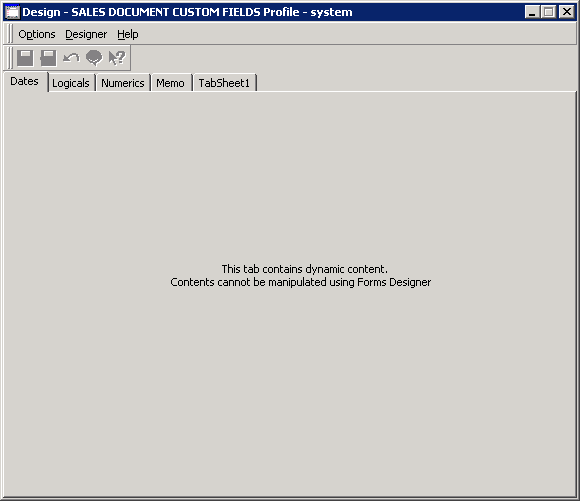 Design - SALES DOCUMENT CUSTOM FIELDS Profile - system
Options Designer Help
Dates Logicals Numerics Memo TabSheet1
This tab contains dynamic content.
Contents cannot be manipulated using Forms Designer